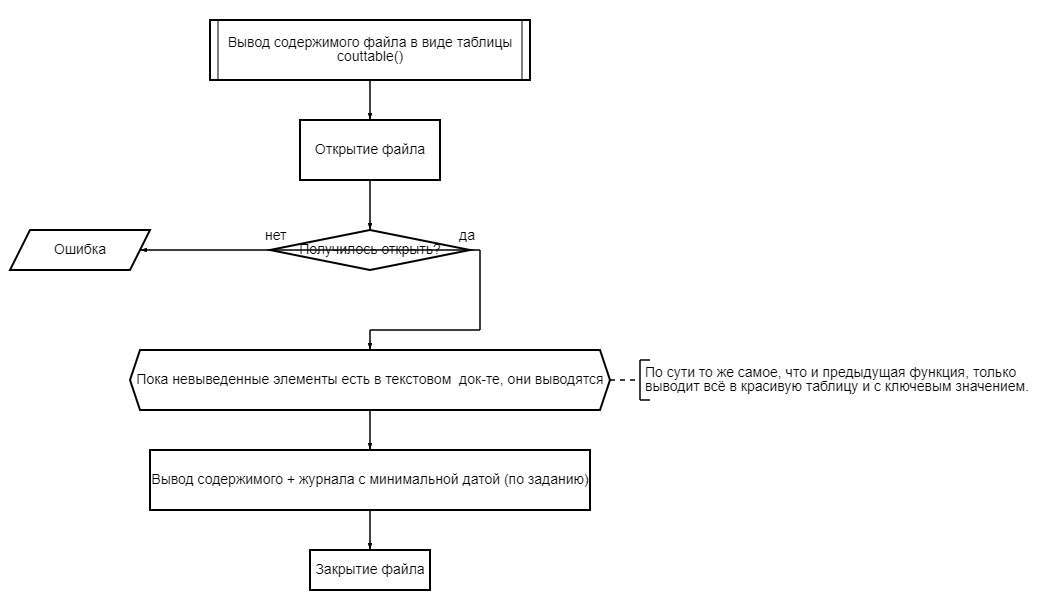 Вывод содержимого файла в виде таблицы
couttable()
Открытие файла
нет
да
Ошибка
Получилось открыть?
Пока невыведенные элементы есть в текстовом  док-те, они выводятся
По сути то же самое, что и предыдущая функция, только
выводит всё в красивую таблицу и с ключевым значением.
Вывод содержимого + журнала с минимальной датой (по заданию)
Закрытие файла